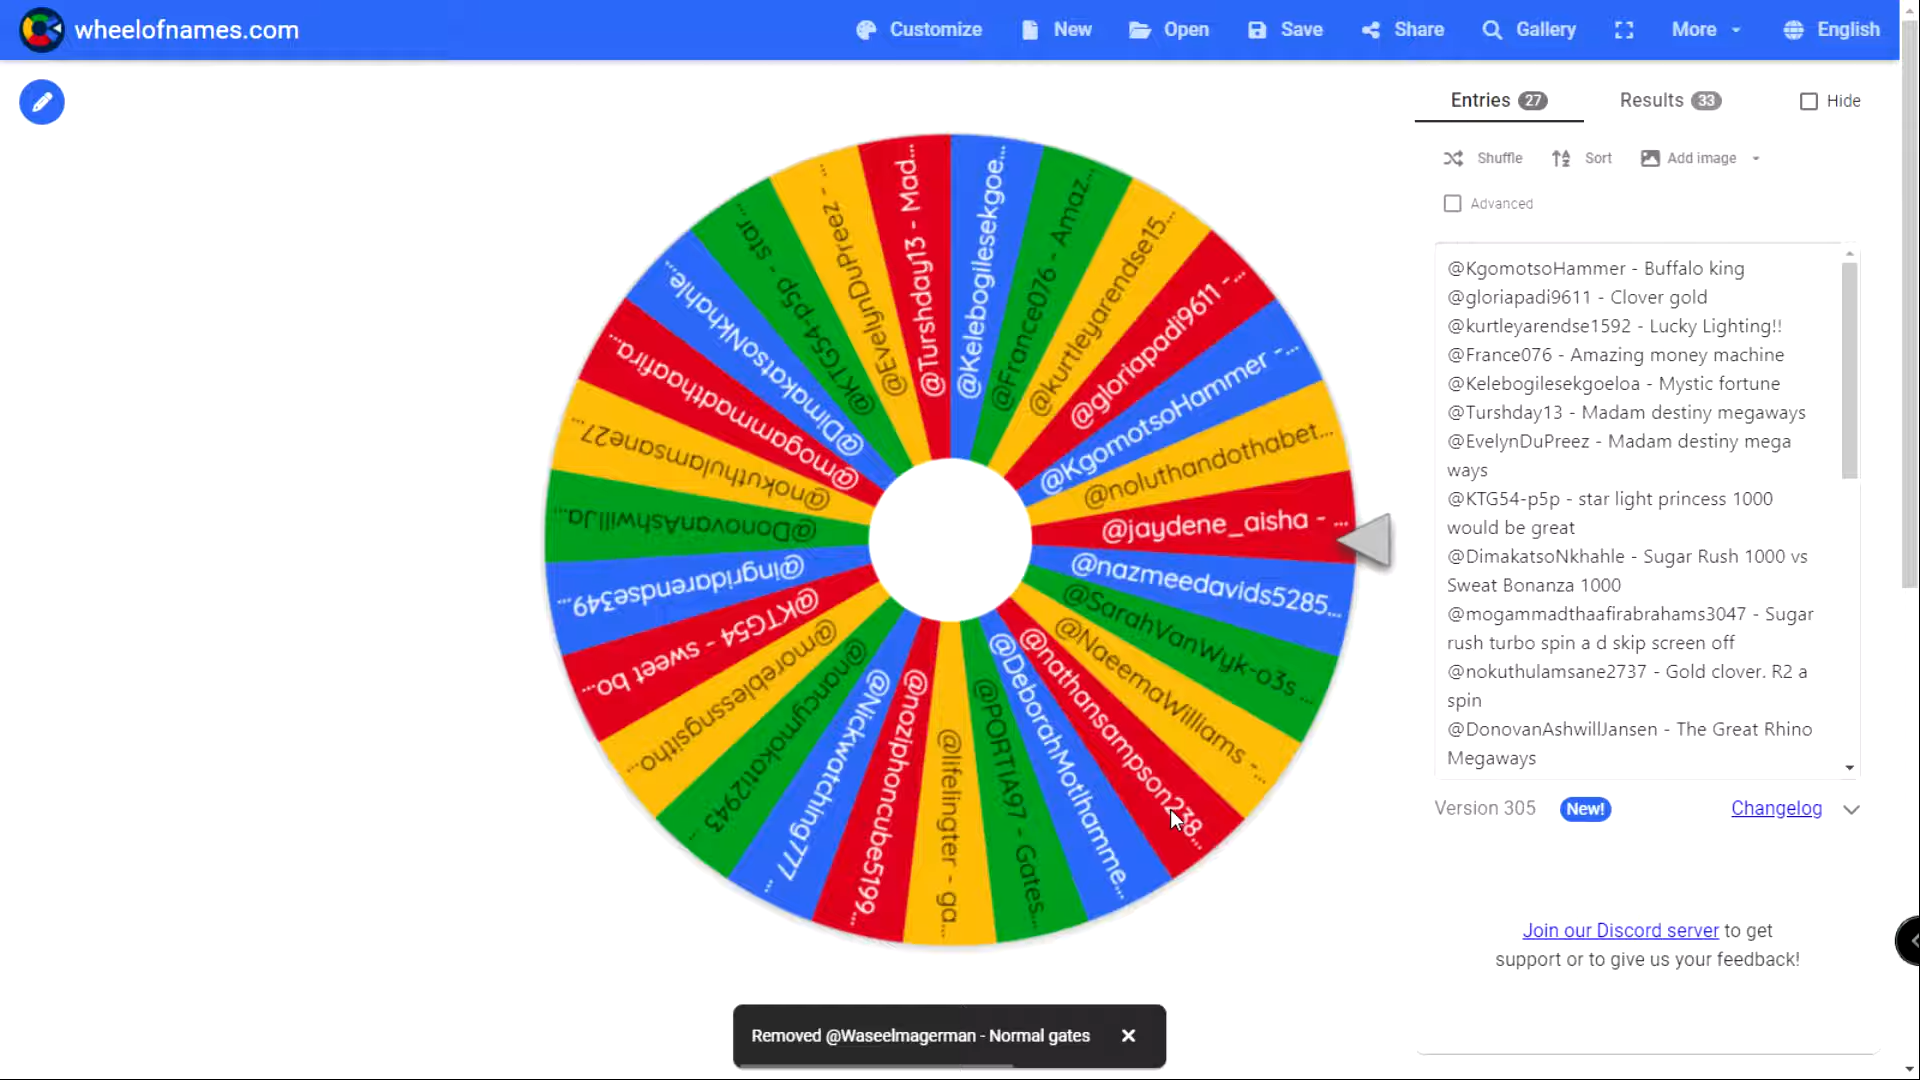 wheelofnames.com
Customize
New
Open
Save
Share
Gallery
More
English
Entries 27
Results 33
Hide
Shuffle
Sort
Add image
Advanced
@KgomotsoHammer - Buffalo king
@gloriapadi9611 - Clover gold
@kurtleyarendse1592 - Lucky Lighting!!
@France076 - Amazing money machine
@Kelebogilesekgoeloa - Mystic fortune
@Turshday13 - Madam destiny megaways
@EvelynDuPreez - Madam destiny mega
ways
@KTG54-p5p - star light princess 1000
would be great
@DimakatsoNkhahle - Sugar Rush 1000 vs
Sweat Bonanza 1000
@mogammadthaafirabrahams3047 - Sugar
rush turbo spin a d skip screen off
@nokuthulamsane2737 - Gold clover. R2 a
spin
@DonovanAshwillJansen - The Great Rhino
Megaways
@Turshday13 - Mad...
@Kelebogilesekgoe...
@France076 - Amaz...
@kurtleyarendse15...
@gloriapadi9611 -...
@KgomotsoHammer -...
@noluthandothabet...
@jaydene_aisha - ...
@nazmeedavids5285...
@SarahVanWyk-o3s ...
@NaeemaWilliams -...
@nathansampson238...
@DeborahMotlhamme...
@PORTIA97 - Gates...
@lifelingter - ga...
@noziphoncube5199...
@Nickwatching777 ...
@nancymokati2943 ...
@moreblessngsitho...
@KTG54 - sweet bo...
@ingridarendse349...
@DonovanAshwillJa...
@nokuthulamsane27...
@mogammadthaafira...
@DimakatsoNkhahle...
@KTG54-p5p - star...
@EvelynDuPreez - ...
Version 305
New!
Changelog
Join our Discord server to get
support or to give us your feedback!
Removed @Waseelmagerman - Normal gates